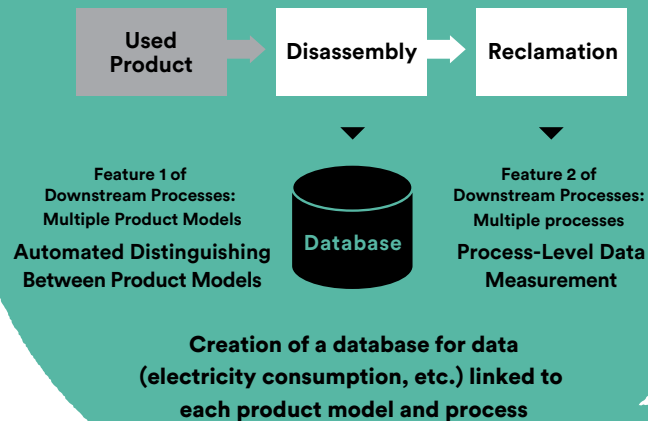 Used
Product
Disassembly
Reclamation
Feature 1 of
Downstream Processes:
Multiple Product Models
Automated Distinguishing
Between Product Models
Database
Feature 2 of
Downstream Processes:
Multiple processes
Process-Level Data
Measurement
Creation of a database for data
(electricity consumption, etc.) linked to
each product model and process